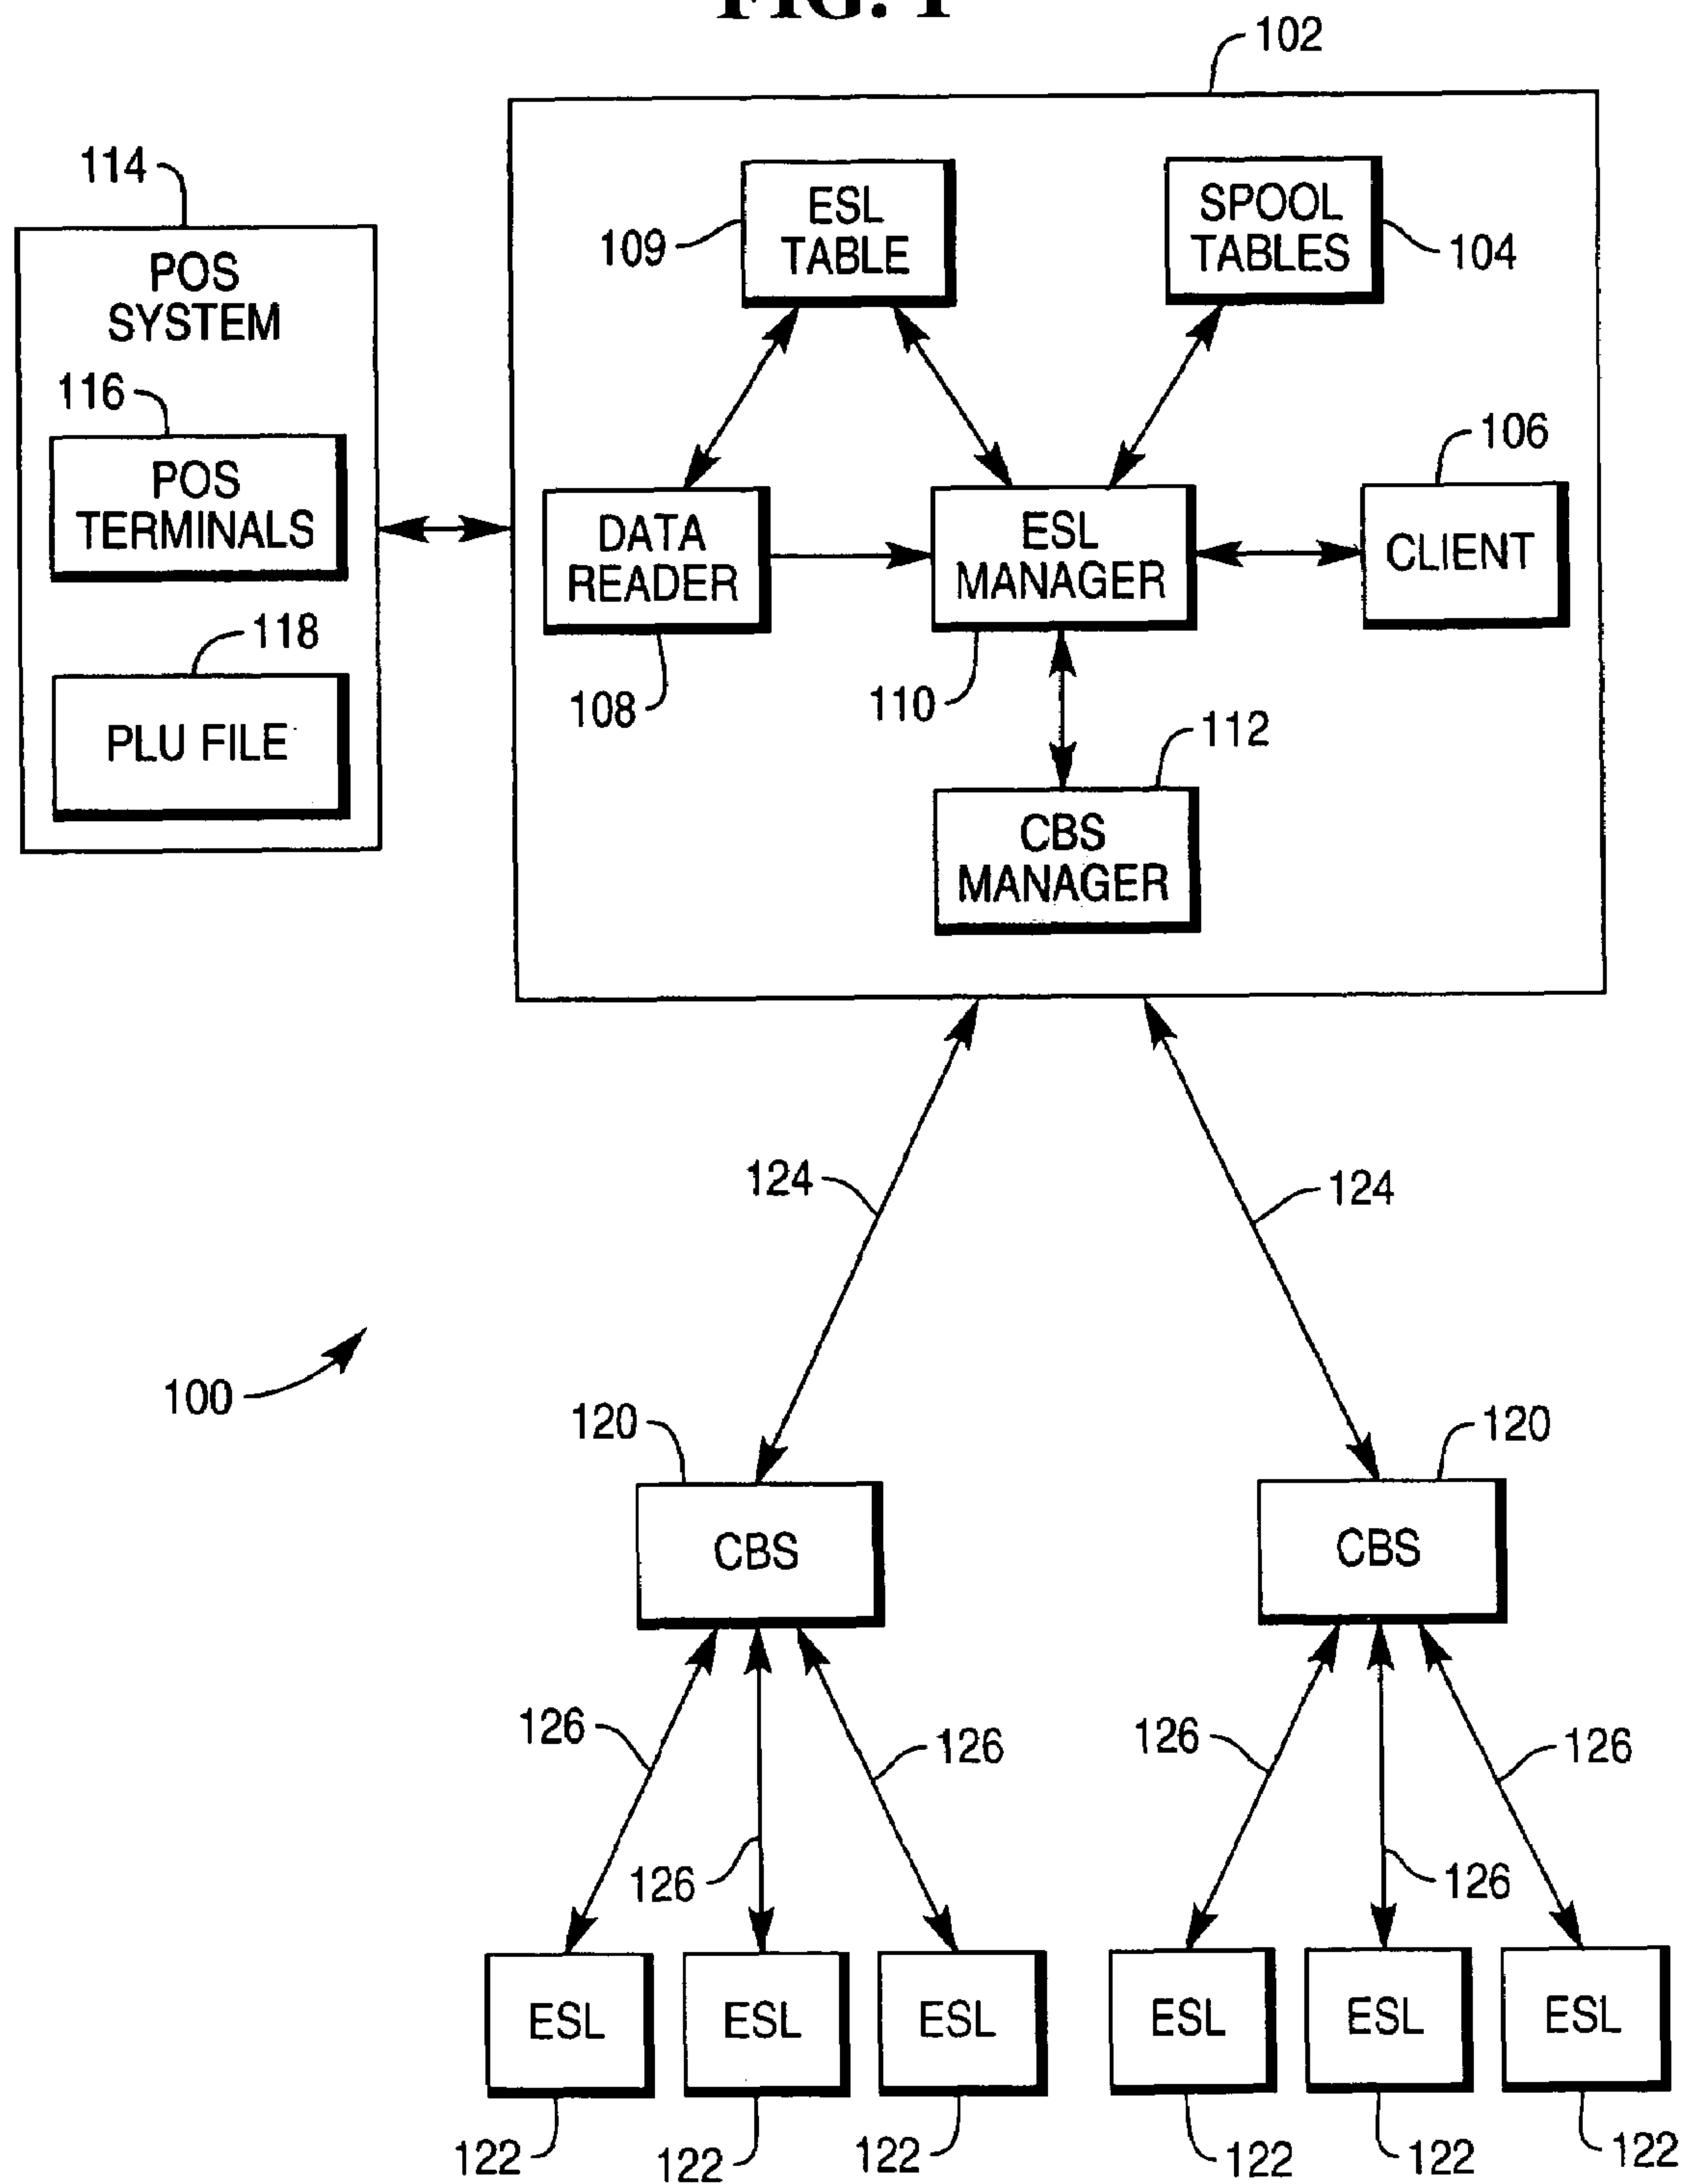 FIG. 1
102
114
POS
SYSTEM
ESL
TABLE
109
SPOOL
TABLES
104
116
POS
TERMINALS
106
DATA
READER
ESL
MANAGER
CLIENT
118
PLU FILE
108
110
112
CBS
MANAGER
124
124
100
120
120
CBS
CBS
126
126
126
126
126
126
ESL
ESL
ESL
ESL
ESL
ESL
122
122
122
122
122
122